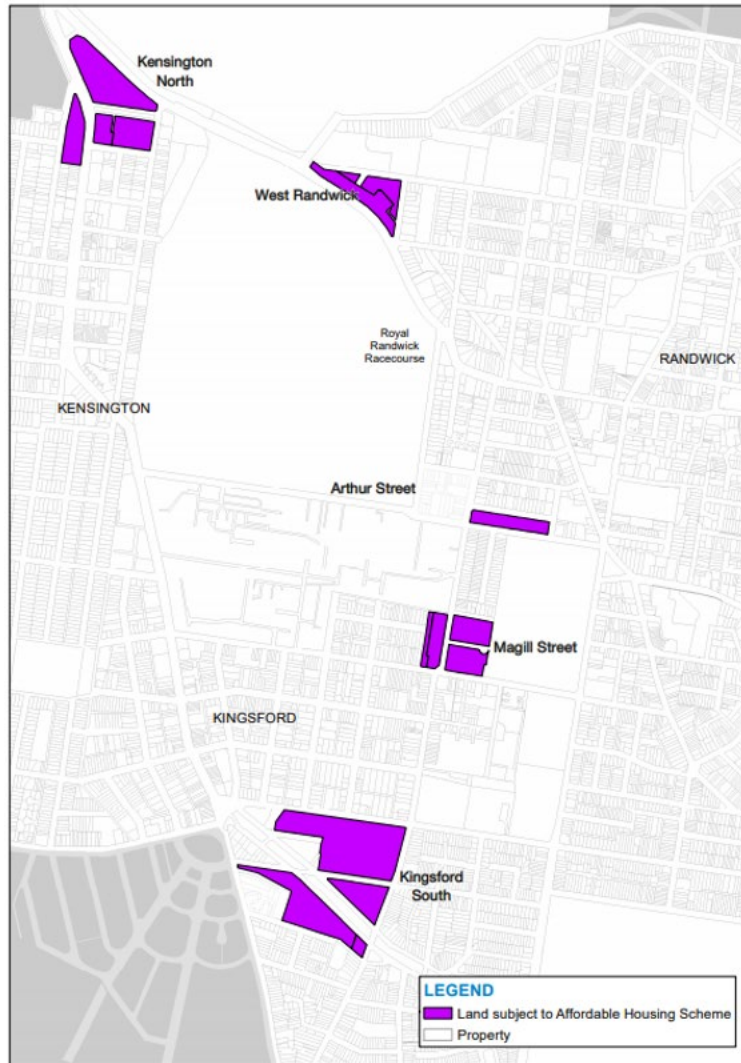 Kensington
North
West Randwick
Royal
Randwick
Racecourse
RANDWICK
KENSINGTON
Arthur Street
Magill Street
KINGSFORD
Kingsford
South
LEGEND
Land subject to Affordable Housing Scheme
Property